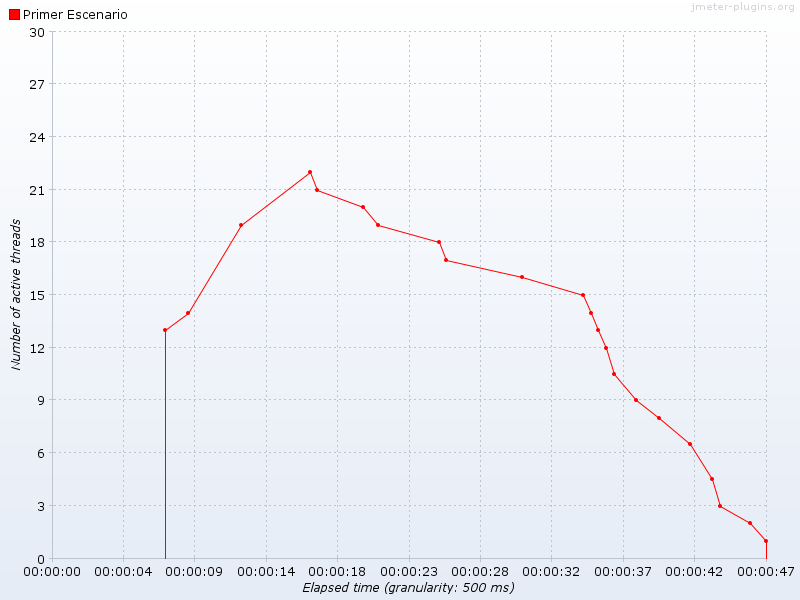 jmeter-plugins.org
Primer Escenario
30
27
24
21
18
15
12
9
6
3
0
Number of active threads
00:00:00 00:00:04 00:00:09 00:00:14 00:00:18 00:00:23 00:00:28 00:00:32 00:00:37 00:00:42 00:00:47
Elapsed time (granularity: 500 ms)